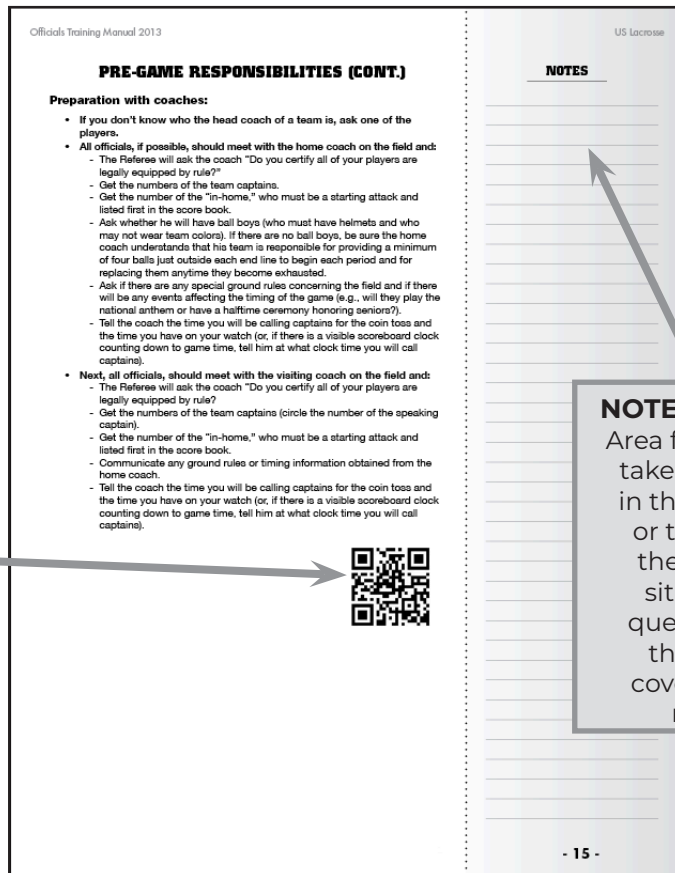 Officials Training Manual 2013
US Lacrosse
PRE-GAME RESPONSIBILITIES (CONT.)
Preparation with coaches:
• If you don't know who the head coach of a team is, ask one of the
players.
• All officials, if possible, should meet with the home coach on the field and:
- The Referee will ask the coach "Do you certify all of your players are
legally equipped by rule?"
- Get the numbers of the team captains.
- Get the number of the "in-home," who must be a starting attack and
listed first in the score book.
- Ask whether he will have ball boys (who must have helmets and who
may not wear team colors). If there are no ball boys, be sure the home
coach understands that his team is responsible for providing a minimum
of four balls just outside each end line to begin each period and for
replacing them anytime they become exhausted.
- Ask if there are any special ground rules concerning the field and if there
will be any events affecting the timing of the game (e.g., will they play the
national anthem or have a halftime ceremony honoring seniors?).
- Tell the coach the time you will be calling captains for the coin toss and
the time you have on your watch (or, if there is a visible scoreboard clock
counting down to game time, tell him at what clock time you will call
captains).
• Next, all officials, should meet with the visiting coach on the field and:
- The Referee will ask the coach "Do you certify all of your players are
legally equipped by rule?
- Get the numbers of the team captains (circle the number of the speaking
captain).
- Get the number of the "in-home," who must be a starting attack and
listed first in the score book.
- Communicate any ground rules or timing information obtained from the
home coach.
- Tell the coach the time you will be calling captains for the coin toss and
the time you have on your watch (or, if there is a visible scoreboard clock
counting down to game time, tell him at what clock time you will call
captains).
NOTES
NOTE
Area
take
in
or
- 15 -